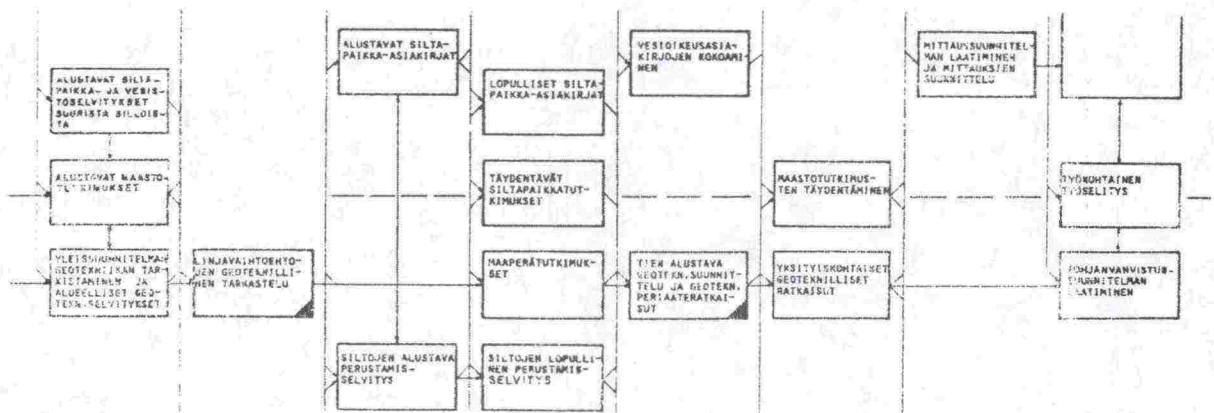 ALUSTAVAT SILTA-
PAIKKA- JA VESIS-
TÖSELVITYKSET
SUURISTA SILLOIS-
TA
ALUSTAVAT MAASTO-
TUTKIMUKSET
YLEISSUUNNITELMAN
GEOTEKNIIKAN TAR-
KISTAMINEN JA
ALUEELLISET GEO-
TEKN.SELVITYKSET
LINJAVAIHTOEHTO-
JEN GEOTEKNILLI-
NEN TARKASTELU
ALUSTAVAT SILTA-
PAIKKA-ASIAKIRJAT
SILTOJEN ALUSTAVA
PERUSTAMIS-
SELVITYS
LOPULLISET SILTA-
PAIKKA-ASIAKIRJAT
TÄYDENTÄVÄT
SILTAPAIKKATUT-
KIMUKSET
MAAPERÄTUTKIMUK-
SET
SILTOJEN LOPULLI-
NEN PERUSTAMIS-
SELVITYS
VESIOIKEUSASIA-
KIRJOJEN KOKOAMI-
NEN
TIEN ALUSTAVA
GEOTEKN.SUUNNIT-
TELU JA GEOTEKN.
PERIAATERATKAI-
SUT
MAASTOTUTKIMUS-
TEN TÄYDENTÄMINEN
YKSITYISKOHTAISET
GEOTEKNILLISET
RATKAISUT
MITTAUSSUUNNITEL-
MAN LAATIMINEN
JA MITTAUKSIEN
SUUNNITTELU
TYÖKOHTAINEN
TYÖSELITYS
POHJANVAHVISTUS-
SUUNNITELMAN
LAATIMINEN